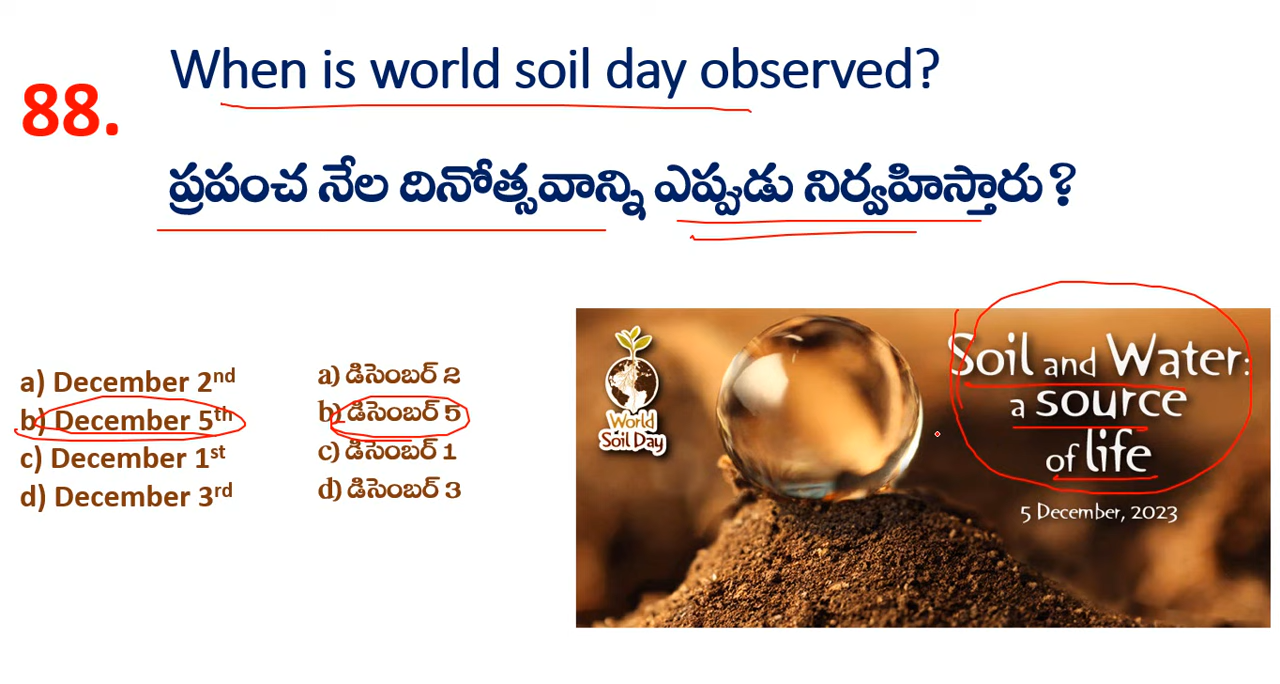 When is world soil day observed?
88.
ప్రపంచ నేల దినోత్సవాన్ని ఎప్పుడు నిర్వహిస్తారు?
a) December 2nd
b) December 5th
c) December 1st
d) December 3rd
a) డిసెంబర్ 2
b) డిసెంబర్ 5
c) డిసెంబర్ 1
d) డిసెంబర్ 3
World
Soil Day
Soil and Water:
a source
of life
5 December, 2023